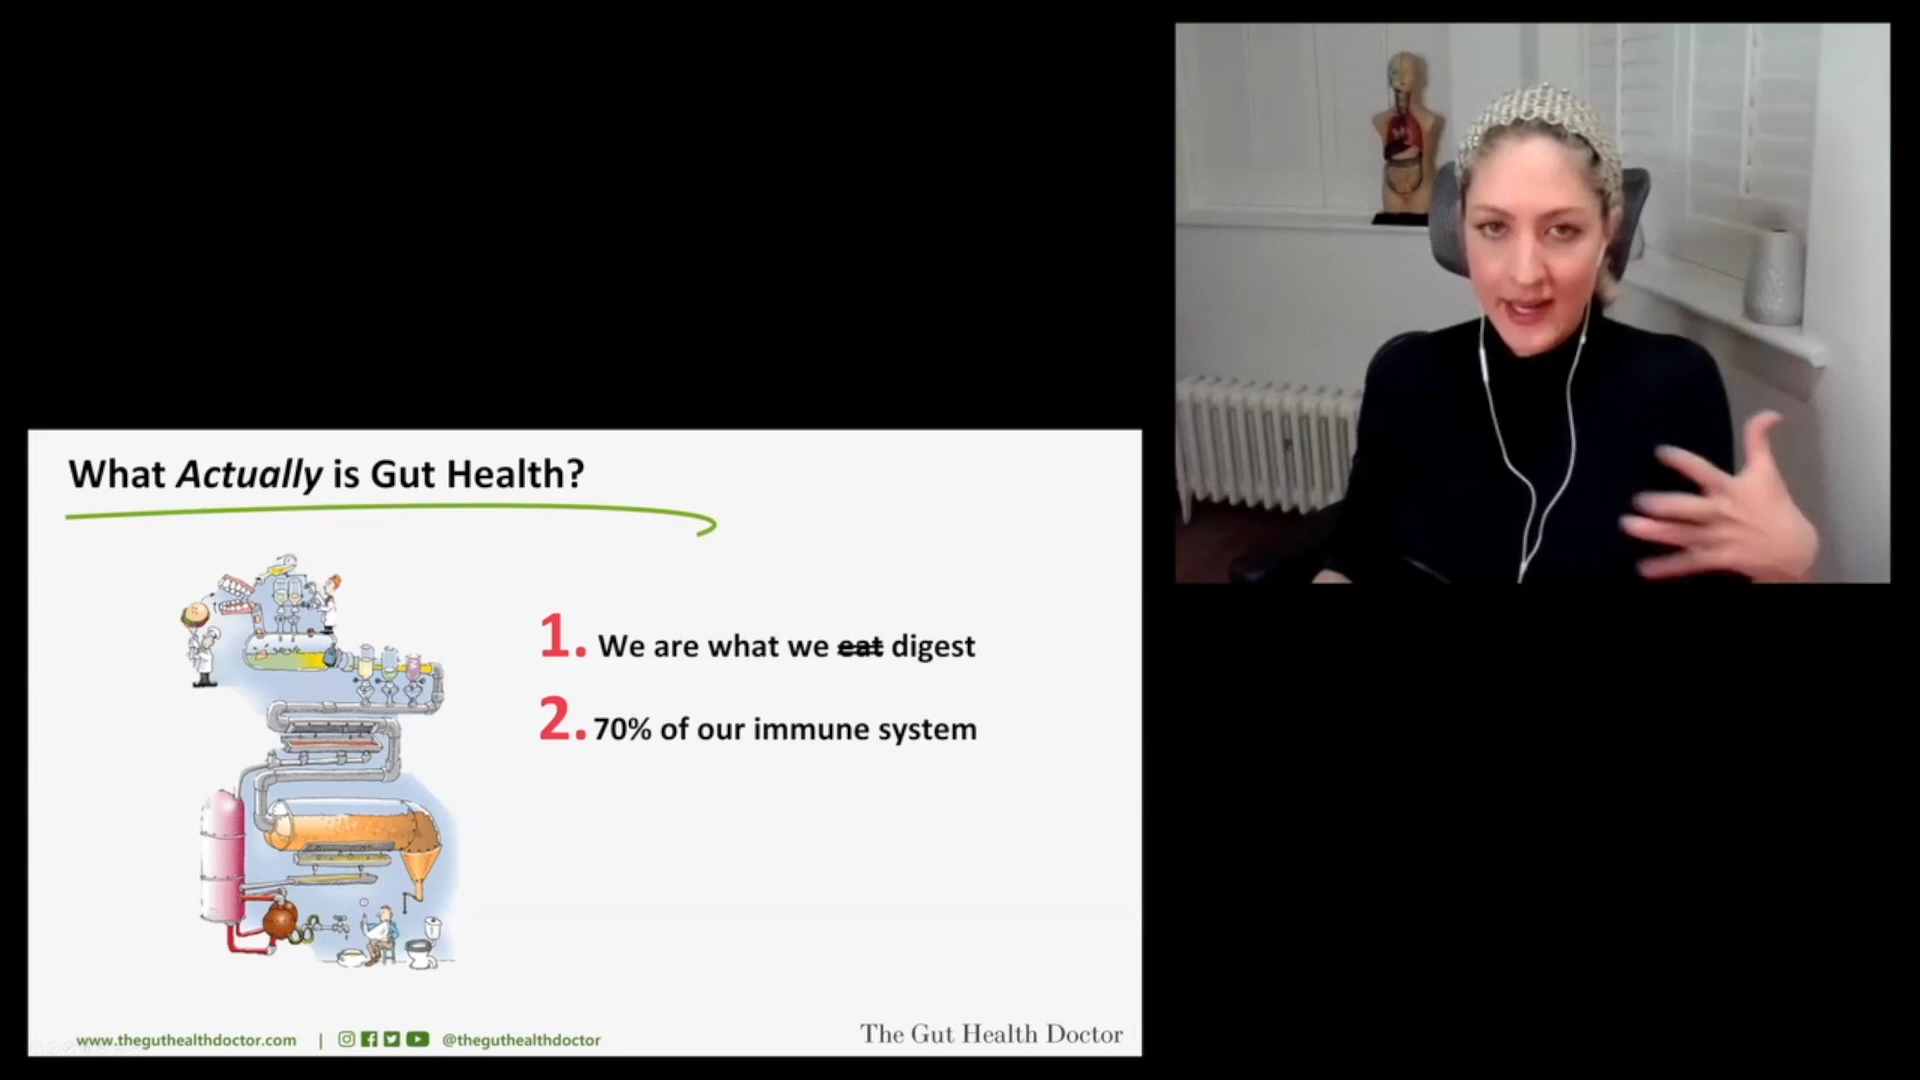 What Actually is Gut Health?
1. We are what we eat digest
2. 70% of our immune system
www.theguthealthdoctor.com | @theguthealthdoctor
The Gut Health Doctor